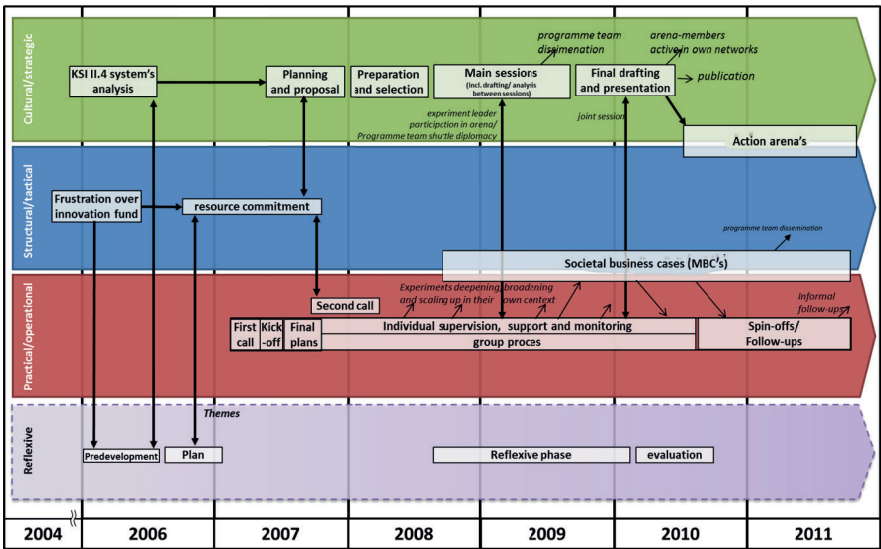 Cultural/strategic
KSI II.4 system's
analysis
Planning
and proposal
Preparation
and selection
Main sessiors
(incl. drafting/ analyis
between sessions)
programme team
dissimenation
Final drafting
and presentation
arena-members
active in own networks
publication
experiment leader
participction in arena/
Programme team shuttle diplomacy
joint session
Action arena's
Structural/tactical
Frustration over
innovation fund
resource commitment
programme team dissemination
Societal business cases (MBC's)
Practical/operational
Experiments deepening, broadening
and scaling up in their own context
Second call
Informal
follow-ups
First
call
Kick
-off
Final
plans
Individual supervision, support and monitoring
group proces
Spin-offs/
Follow-ups
Reflexive
Themes
Predevelopment
Plan
Reflexive phase
evaluation
2004
2006
2007
2008
2009
2010
2011